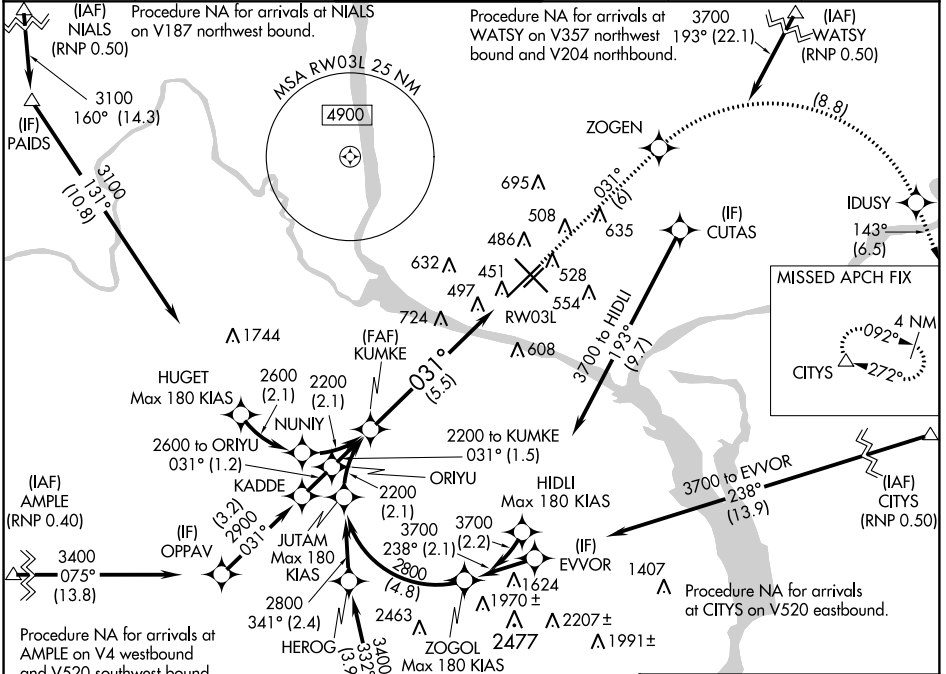 (IAF)
NIALS
(RNP 0.50)
Procedure NA for arrivals at NIALS
on V187 northwest bound.
Procedure NA for arrivals at
WATSY on V357 northwest
bound and V204 northbound.
3700
193° (22.1)
(IAF)
WATSY
(RNP 0.50)
3100
160° (14.3)
(IF)
PAIDS
MSA RW03L 25 NM
4900
(8.8)
ZOGEN
3100
131°
(10.8)
031°
(6)
695
508
635
486
(IF)
CUTAS
IDUSY
143°
(6.5)
632
451
528
497
554
724
RW03L
608
MISSED APCH FIX
4 NM
092°
272°
CITYS
1744
(FAF)
KUMKE
031°
(5.5)
3700 to HIDLI
193°
(9.7)
HUGET
Max 180 KIAS
2600
(2.1)
2200
(2.1)
NUNIY
2600 to ORIYU
031° (1.2)
2200 to KUMKE
031° (1.5)
ORIYU
KADDE
2200
(2.1)
HIDLI
Max 180 KIAS
3700 to EVVOR
238°
(13.9)
(IAF)
CITYS
(RNP 0.50)
(IAF)
AMPLE
(RNP 0.40)
3400
075°
(13.8)
(IF)
OPPAV
(3.2)
2900
031°
JUTAM
Max 180
KIAS
3700
238° (2.1)
3700
(2.2)
(IF)
EVVOR
2800
(4.8)
2800
341° (2.4)
HEROG
3400
332°
(3.9)
2463
ZOGOL
Max 180 KIAS
1624
1970 ±
2477
2207 ±
1991 ±
1407
Procedure NA for arrivals
at CITYS on V520 eastbound.
Procedure NA for arrivals at
AMPLE on V4 westbound
and V520 southwest bound